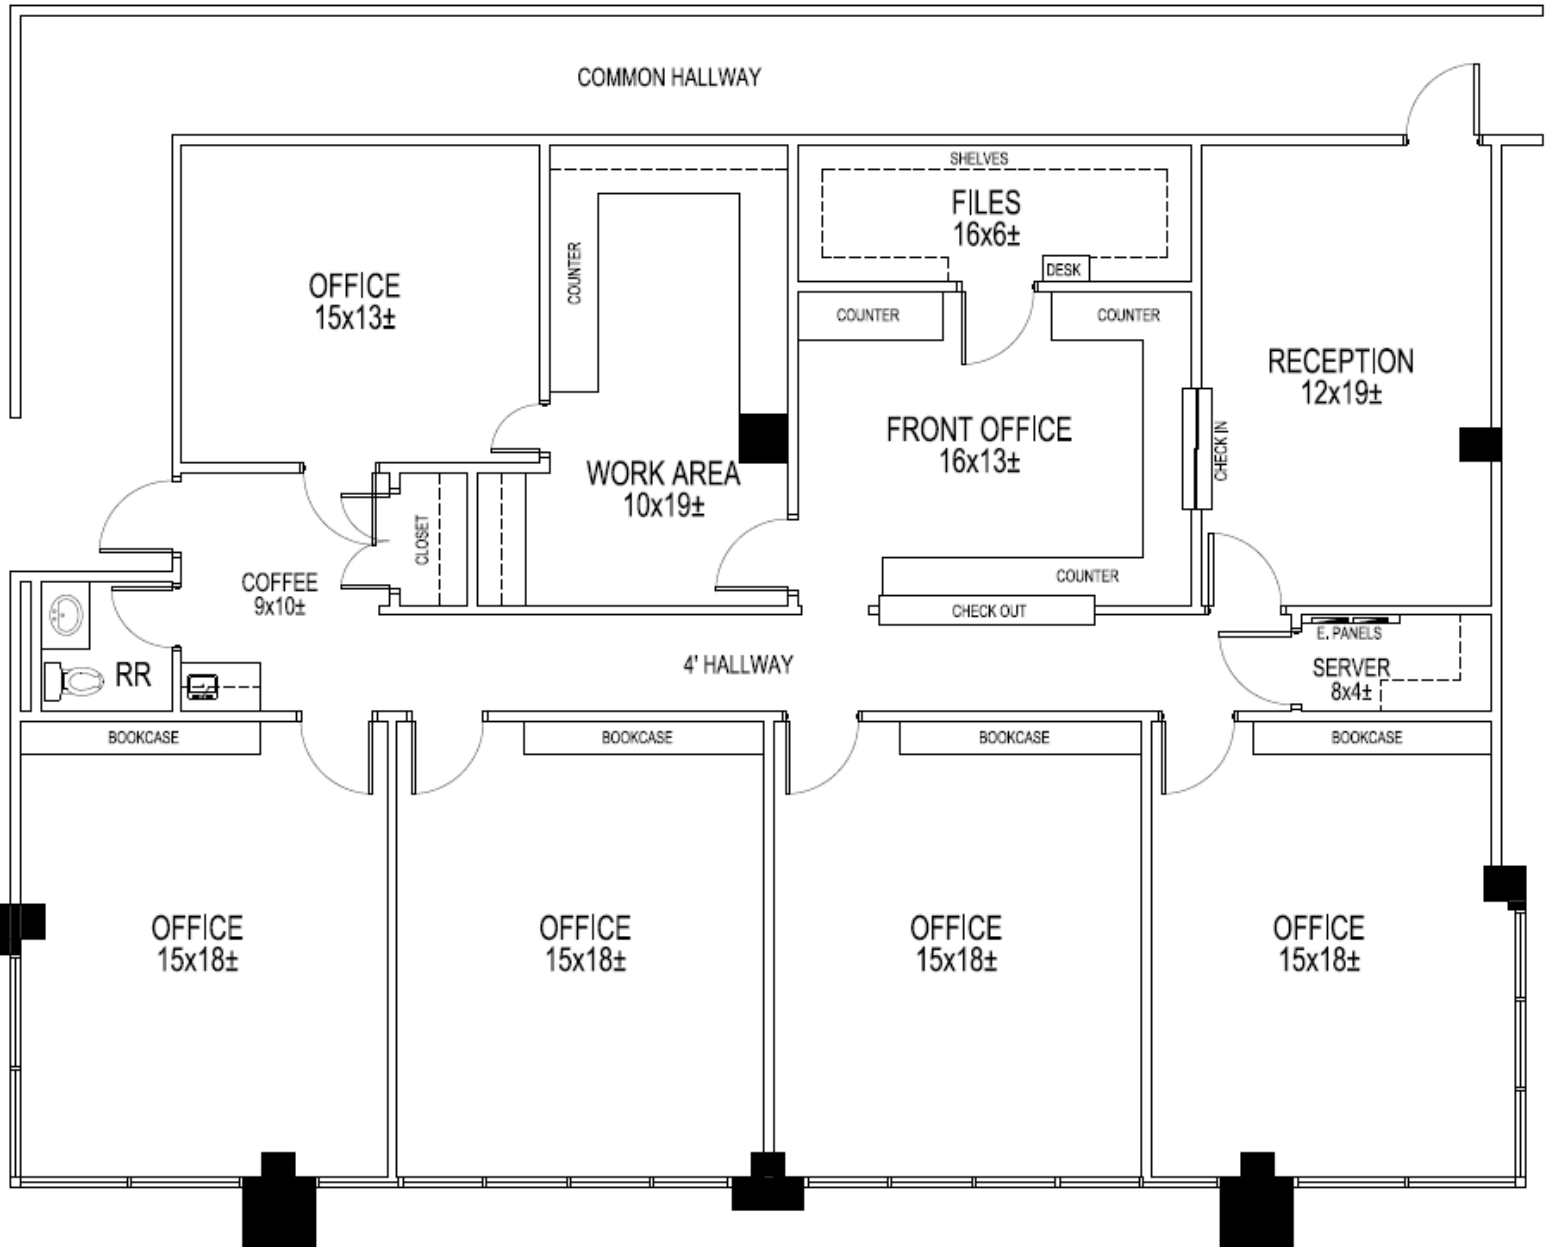 COMMON HALLWAY
SHELVES
FILES
16x6±
DESK
OFFICE
15x13±
COUNTER
COUNTER
COUNTER
RECEPTION
12x19±
FRONT OFFICE
16x13±
CHECK IN
WORK AREA
10x19±
CLOSET
COFFEE
9x10±
COUNTER
CHECK OUT
E. PANELS
SERVER
8x4±
4' HALLWAY
RR
BOOKCASE
BOOKCASE
BOOKCASE
BOOKCASE
OFFICE
15x18±
OFFICE
15x18±
OFFICE
15x18±
OFFICE
15x18±